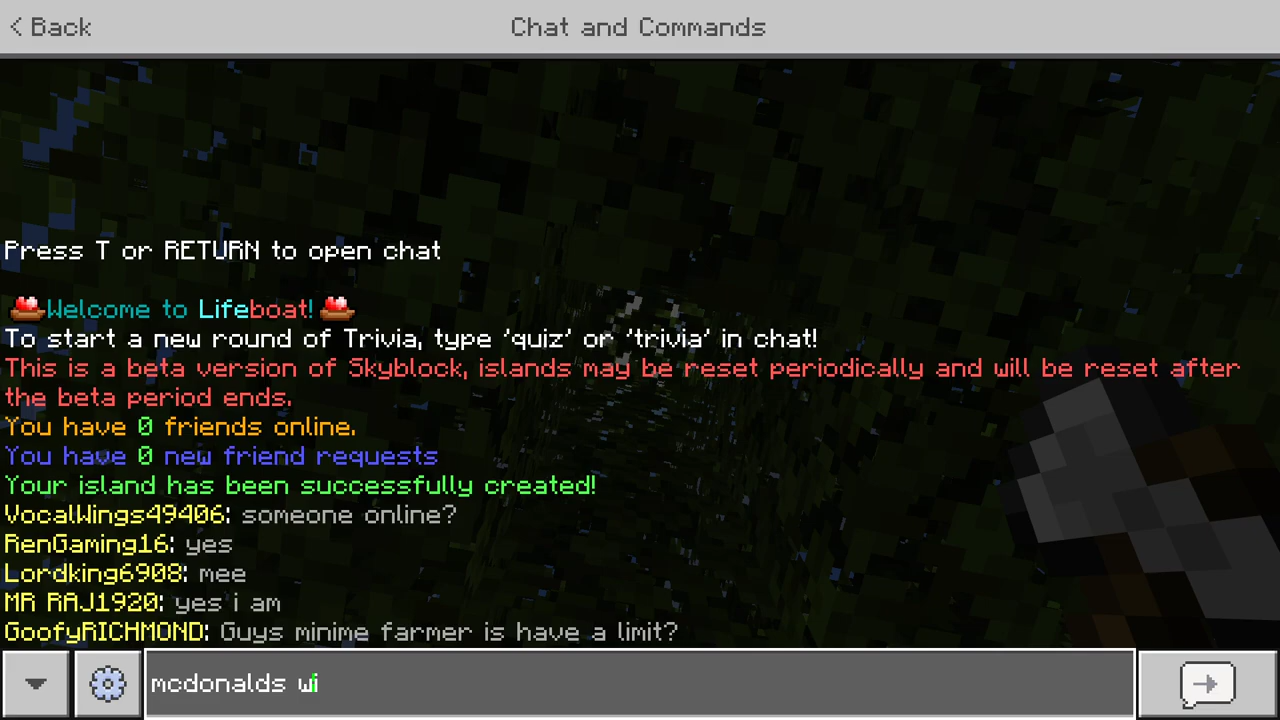 Back
Chat and Commands
Press T or RETURN to open chat
Welcome to Lifeboat!
To start a new round of Trivia, type 'quiz' or 'trivia' in chat!
This is a beta version of Skyblock, islands may be reset periodically and will be reset after
the beta period ends.
You have 0 friends online.
You have 0 new friend requests
Your island has been successfully created!
VocalWings49406: someone online?
RenGaming16: yes
Lordking6908: mee
MR RAJ1920: yes i am
GoofyRICHMOND: Guys minime farmer is have a limit?
mcdonalds wi